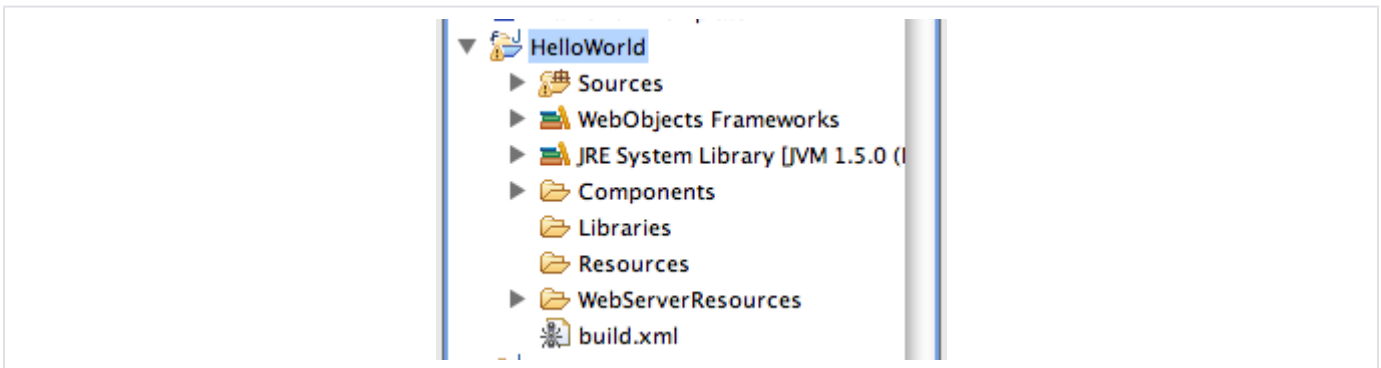 HelloWorld
Sources
WebObjects Frameworks
JRE System Library [JVM 1.5.0 (
Components
Libraries
Resources
WebServerResources
build.xml